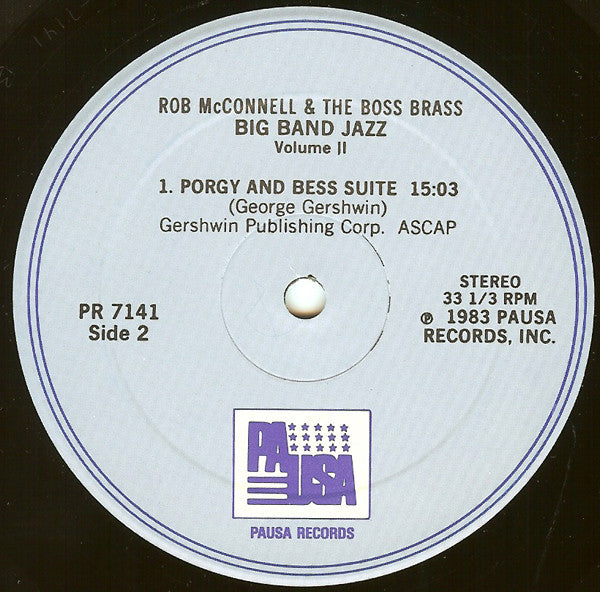 ROB McCONNELL & THE BOSS BRASS
BIG BAND JAZZ
Volume II
1. PORGY AND BESS SUITE 15:03
(George Gershwin)
Gershwin Publishing Corp. ASCAP
PR 7141
Side 2
STEREO
33 1/3 RPM
℗ 1983 PAUSA
RECORDS, INC.
PAUSA
PAUSA RECORDS